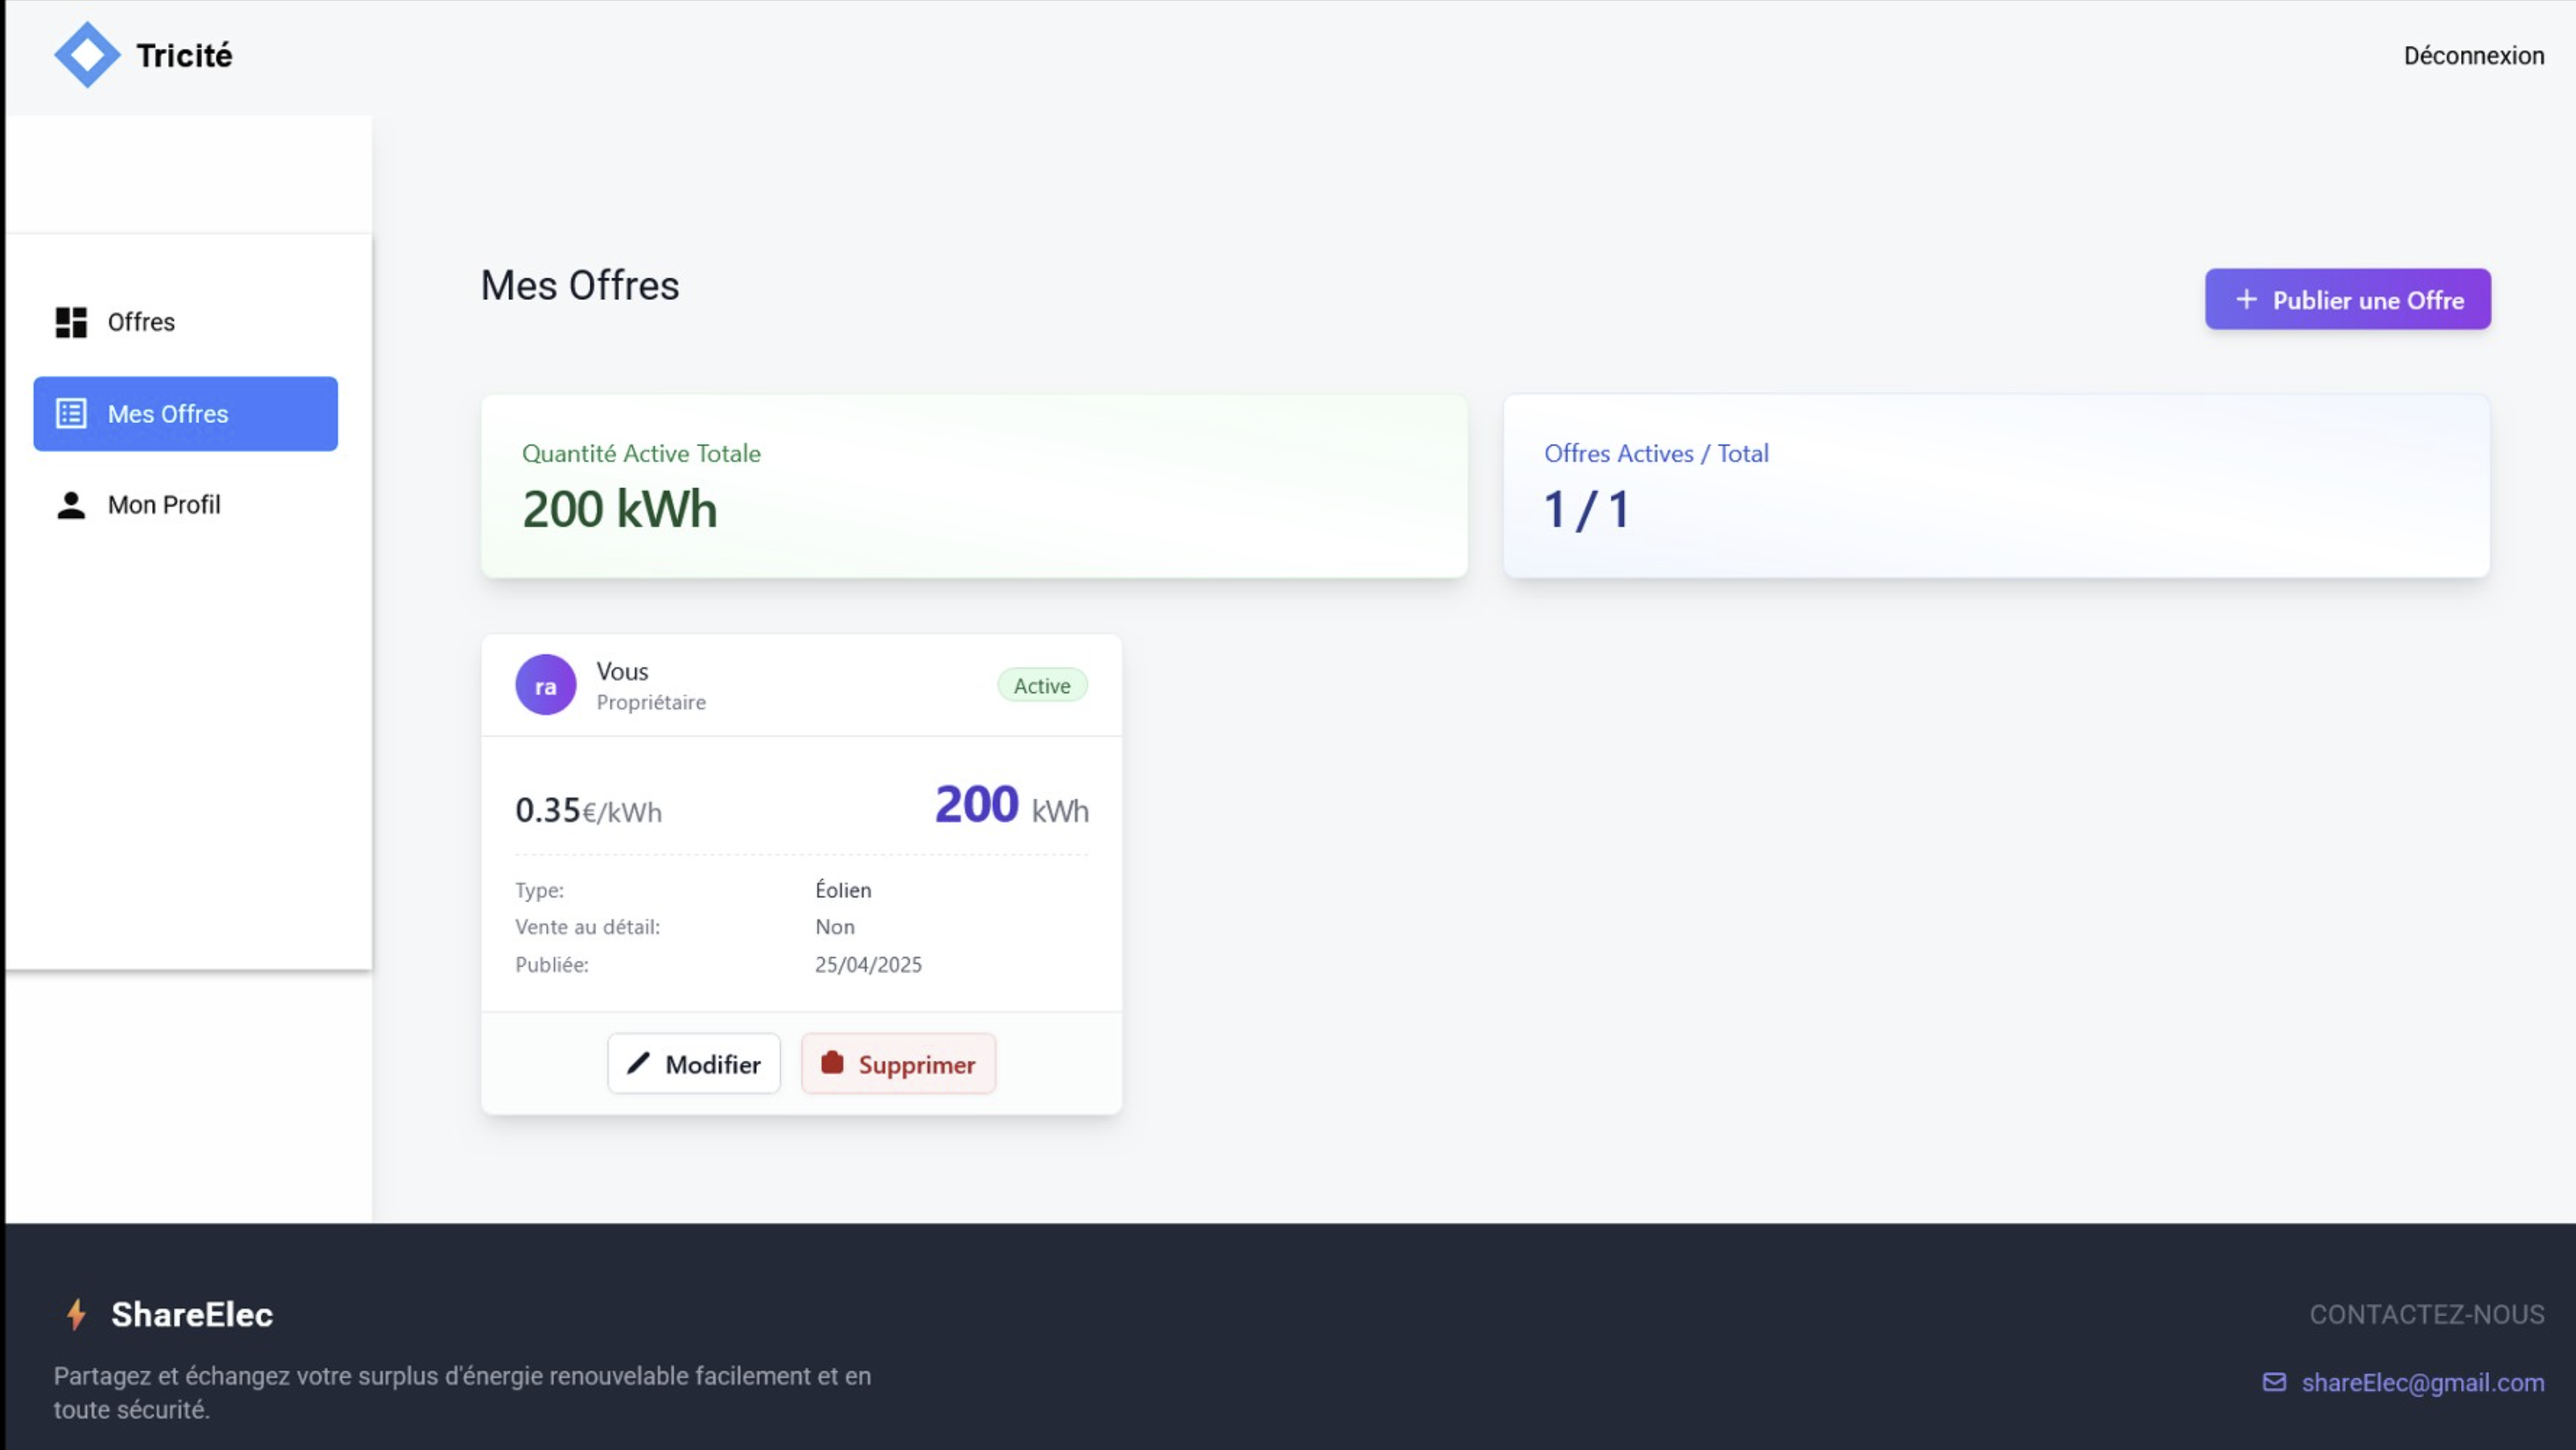 Tricité
Déconnexion
Offres
Mes Offres
Mon Profil
Mes Offres
+ Publier une Offre
Quantité Active Totale
200 kWh
Offres Actives / Total
1 / 1
ra
Vous
Propriétaire
Active
0.35€/kWh
200 kWh
Type: Éolien
Vente au détail: Non
Publiée: 25/04/2025
Modifier
Supprimer
ShareElec
Partagez et échangez votre surplus d'énergie renouvelable facilement et en
toute sécurité.
CONTACTEZ-NOUS
shareElec@gmail.com